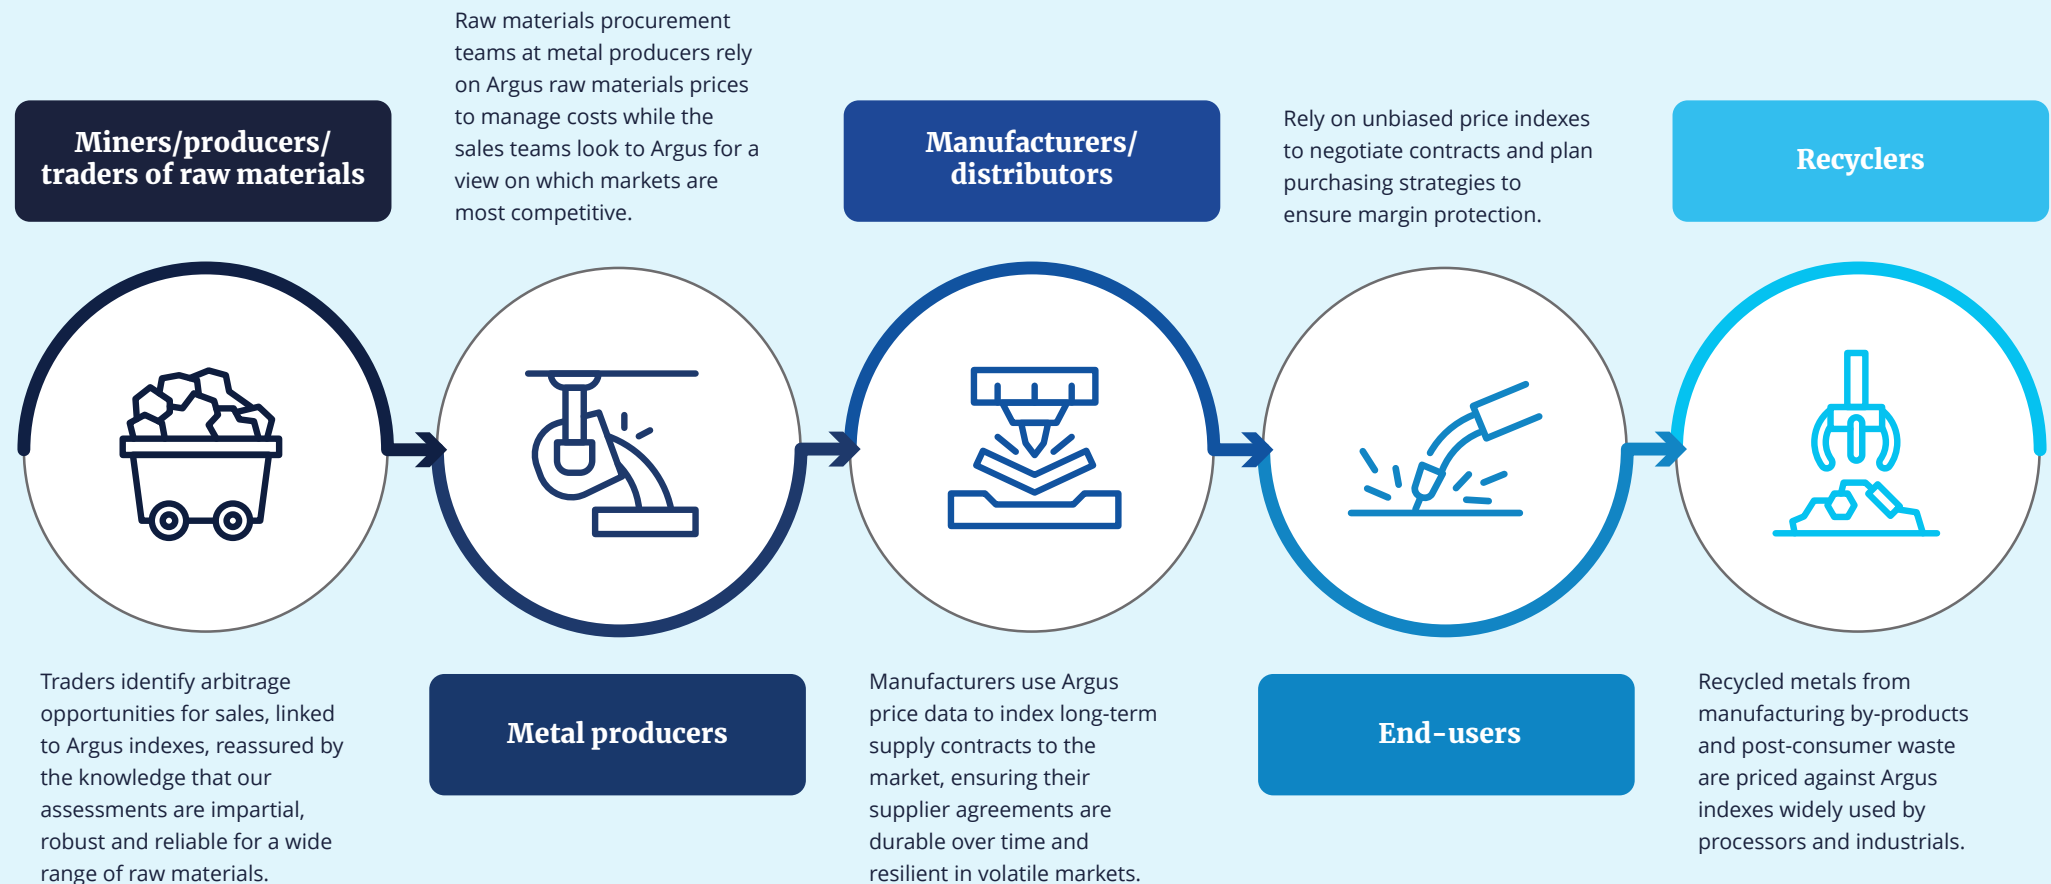 Miners/producers/
traders of raw materials
Traders identify arbitrage
opportunities for sales, linked
to Argus indexes, reassured by
the knowledge that our
assessments are impartial,
robust and reliable for a wide
range of raw materials.
Raw materials procurement
teams at metal producers rely
on Argus raw materials prices
to manage costs while the
sales teams look to Argus for a
view on which markets are
most competitive.
Metal producers
Manufacturers/
distributors
Manufacturers use Argus
price data to index long-term
supply contracts to the
market, ensuring their
supplier agreements are
durable over time and
resilient in volatile markets.
Rely on unbiased price indexes
to negotiate contracts and plan
purchasing strategies to
ensure margin protection.
End-users
Recyclers
Recycled metals from
manufacturing by-products
and post-consumer waste
are priced against Argus
indexes widely used by
processors and industrials.